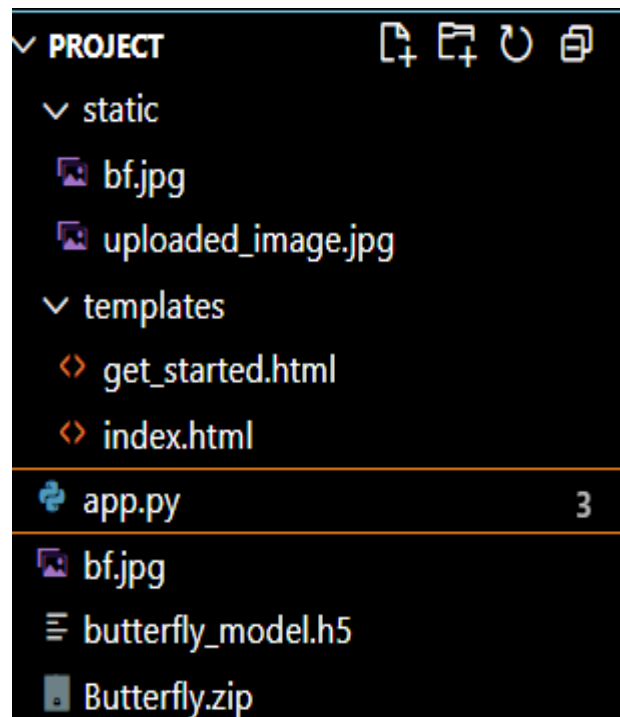 PROJECT
static
bf.jpg
uploaded_image.jpg
templates
get_started.html
index.html
app.py 3
bf.jpg
butterfly_model.h5
Butterfly.zip